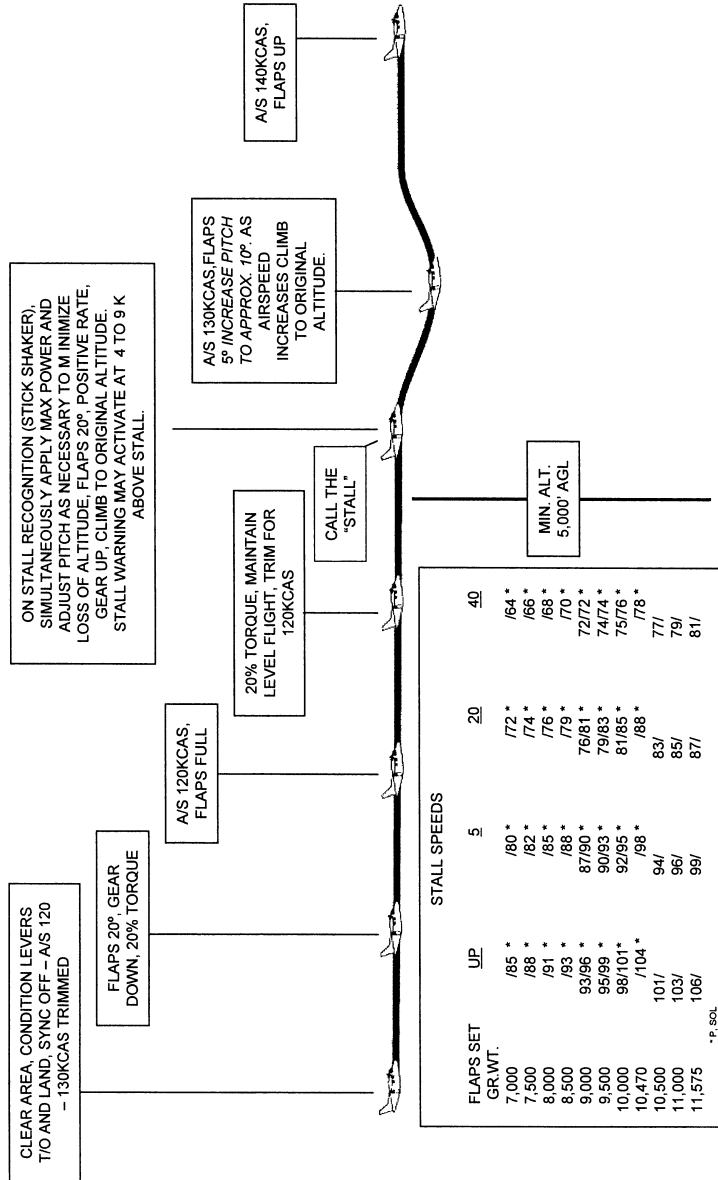 CLEAR AREA, CONDITION LEVERS
T/O AND LAND, SYNC OFF – A/S 120
– 130KCAS TRIMMED
FLAPS 20º, GEAR
DOWN, 20% TORQUE
A/S 120KCAS,
FLAPS FULL
20% TORQUE, MAINTAIN
LEVEL FLIGHT, TRIM FOR
120KCAS
ON STALL RECOGNITION (STICK SHAKER),
SIMULTANEOUSLY APPLY MAX POWER AND
ADJUST PITCH AS NECESSARY TO M INIMIZE
LOSS OF ALTITUDE, FLAPS 20º, POSITIVE RATE,
GEAR UP, CLIMB TO ORIGINAL ALTITUDE.
STALL WARNING MAY ACTIVATE AT 4 TO 9 K
ABOVE STALL.
CALL THE
"STALL"
A/S 130KCAS,FLAPS
5º INCREASE PITCH
TO APPROX. 10º. AS
AIRSPEED
INCREASES CLIMB
TO ORIGINAL
ALTITUDE.
A/S 140KCAS,
FLAPS UP
MIN. ALT.
5,000' AGL
STALL SPEEDS
FLAPS SET UP 5 20 40
GR.WT.
7,000 /85 * /80 * /72 * /64 *
7,500 /88 * /82 * /74 * /66 *
8,000 /91 * /85 * /76 * /68 *
8,500 /93 * /88 * /79 * /70 *
9,000 93/96 * 87/90 * 76/81 * 72/72 *
9,500 95/99 * 90/93 * 79/83 * 74/74 *
10,000 98/101* 92/95 * 81/85 * 75/76 *
10,470 /104 * /98 * /88 * /78 *
10,500 101/ 94/ 83/ 77/
11,000 103/ 96/ 85/ 79/
11,575 106/ 99/ 87/ 81/
* P, SOL